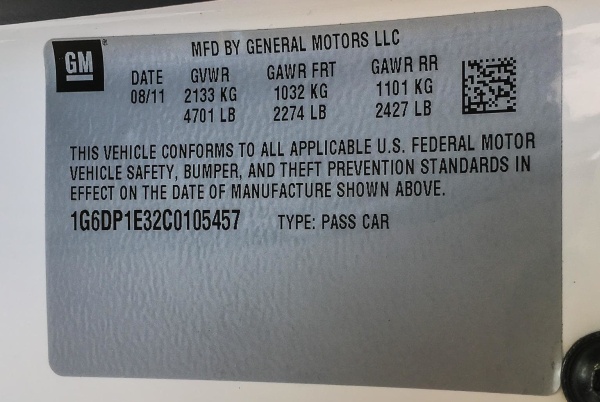 GM
MFD BY GENERAL MOTORS LLC
DATE GVWR GAWR FRT GAWR RR
08/11 2133 KG 1032 KG 1101 KG
4701 LB 2274 LB 2427 LB
THIS VEHICLE CONFORMS TO ALL APPLICABLE U.S. FEDERAL MOTOR
VEHICLE SAFETY, BUMPER, AND THEFT PREVENTION STANDARDS IN
EFFECT ON THE DATE OF MANUFACTURE SHOWN ABOVE.
1G6DP1E32C0105457 TYPE: PASS CAR